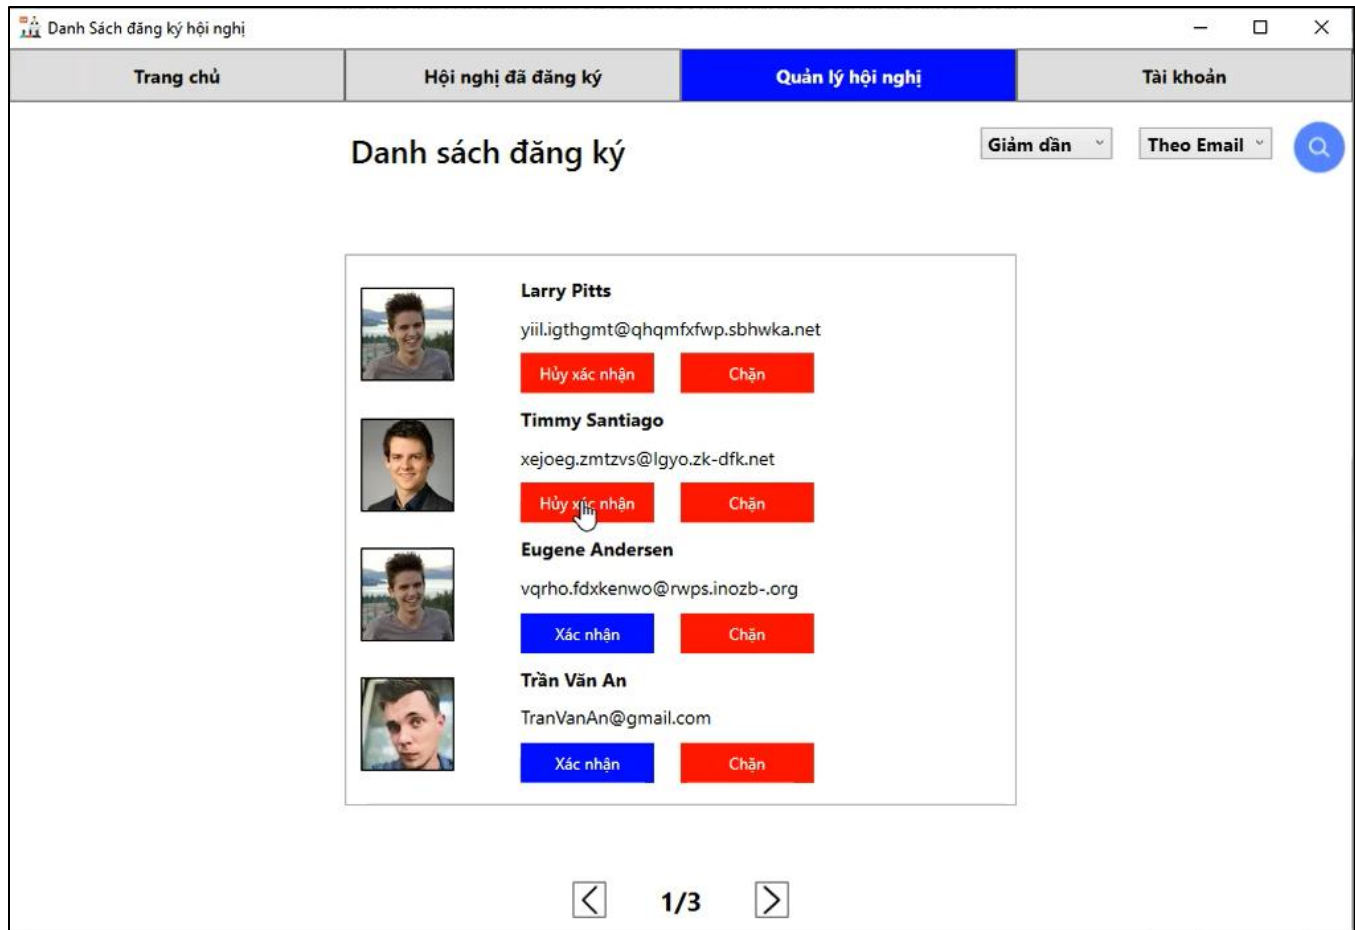 Danh Sách đăng ký hội nghị
Trang chủ
Hội nghị đã đăng ký
Quản lý hội nghị
Tài khoản
Danh sách đăng ký
Giảm dần
Theo Email
Larry Pitts
yiil.igthgmt@qhqmfxfwp.sbhwka.net
Hủy xác nhận
Chặn
Timmy Santiago
xejoeg.zmtzvs@lgyo.zk-dfk.net
Hủy xác nhận
Chặn
Eugene Andersen
vqrho.fdxkenwo@rwps.inozb-.org
Xác nhận
Chặn
Trần Văn An
TranVanAn@gmail.com
Xác nhận
Chặn
1/3